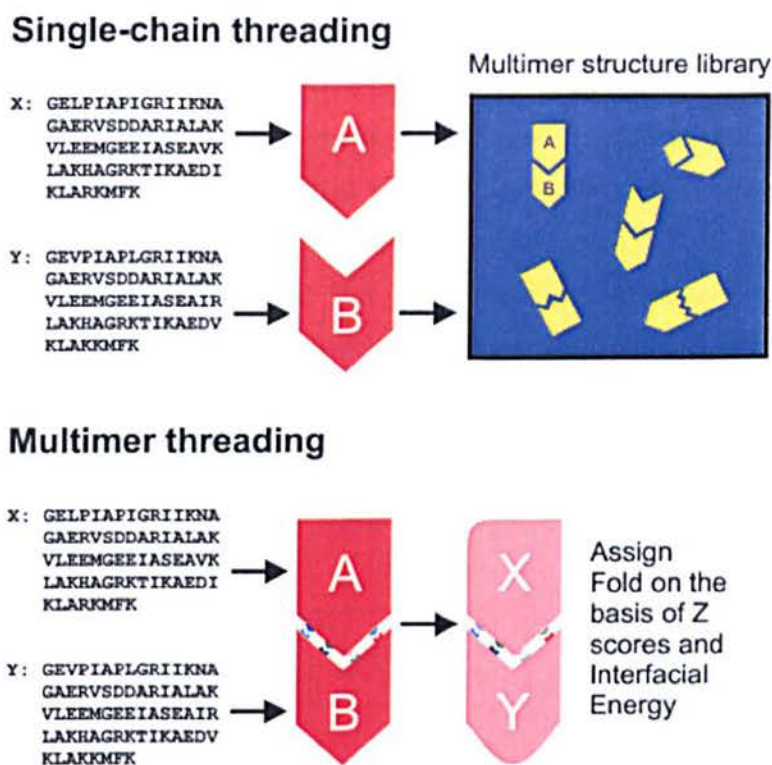 Single-chain threading
Multimer structure library
X: GELPIAPIGRIIKNA
GAERVSDDARIALAK
VLEEMGEEIASEAVK
LAKHAGRKTIKAEDI
KLARKMFK
A
Y: GEVPIAPLGRIIKNA
GAERVSDDARIALAK
VLEEMGEEIASEAIR
LAKHAGRKTIKAEDV
KLAKKMFK
B
A
B
Multimer threading
X: GELPIAPIGRIIKNA
GAERVSDDARIALAK
VLEEMGEEIASEAVK
LAKHAGRKTIKAEDI
KLARKMFK
Y: GEVPIAPLGRIIKNA
GAERVSDDARIALAK
VLEEMGEEIASEAIR
LAKHAGRKTIKAEDV
KLAKKMFK
A
B
X
Y
Assign
Fold on the
basis of Z
scores and
Interfacial
Energy